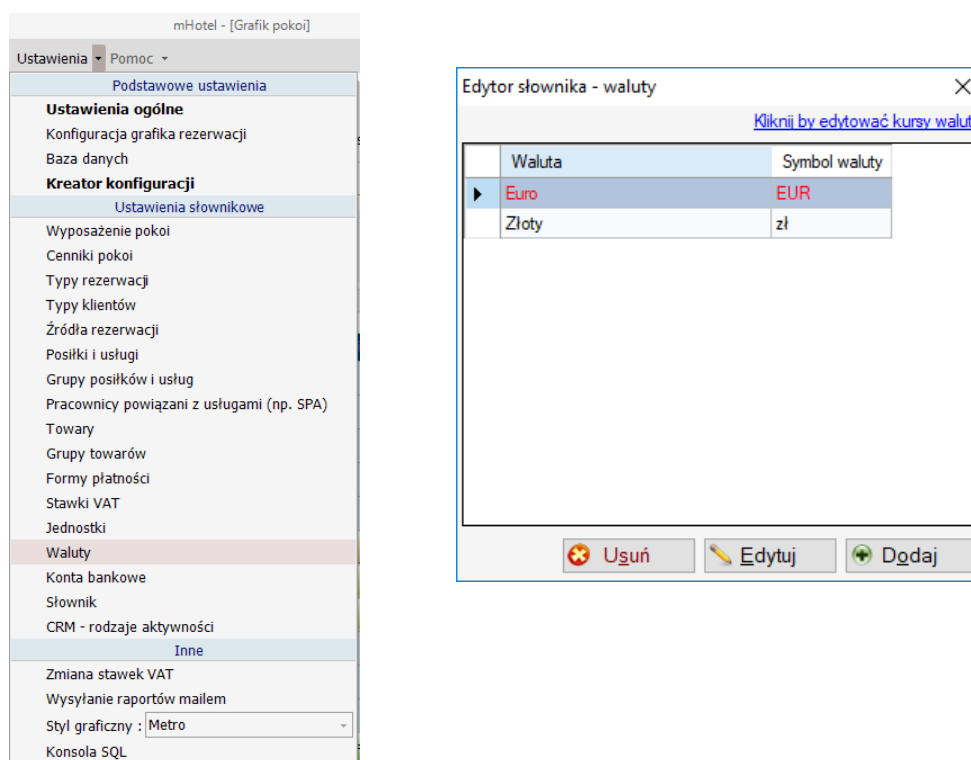 mHotel - [Grafik pokoi]
Ustawienia Pomoc
Podstawowe ustawienia
Ustawienia ogólne
Konfiguracja grafika rezerwacji
Baza danych
Kreator konfiguracji
Ustawienia słownikowe
Wyposażenie pokoi
Cenniki pokoi
Typy rezerwacji
Typy klientów
Źródła rezerwacji
Posiłki i usługi
Grupy posiłków i usług
Pracownicy powiązani z usługami (np. SPA)
Towary
Grupy towarów
Formy płatności
Stawki VAT
Jednostki
Waluty
Konta bankowe
Słownik
CRM - rodzaje aktywności
Inne
Zmiana stawek VAT
Wysyłanie raportów mailem
Styl graficzny : Metro
Konsola SQL
Edytor słownika - waluty
Kliknij by edytować kursy walut
Waluta Symbol waluty
Euro EUR
Złoty zł
Usuń Edytuj Dodaj